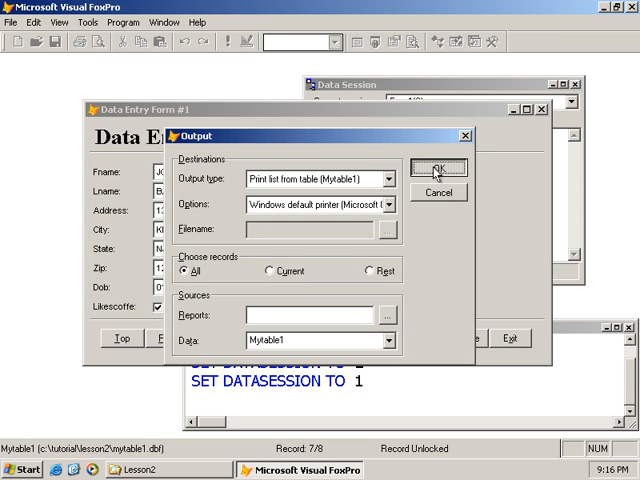 Microsoft Visual FoxPro
File Edit View Tools Program Window Help
Data Session
Data Entry Form #1
Output
Destinations
Output type: Print list from table (Mytable1)
Options: Windows default printer (Microsoft
Filename:
...
OK
Cancel
Choose records
All Current Rest
Sources
Reports:
...
Data: Mytable1
Fname:
Lname:
Address:
City:
State:
Zip:
Dob:
Likescoffe:
Top
Exit
SET DATASESSION TO 1
Mytable1 (c:\tutorial\lesson2\mytable1.dbf) Record: 7/8 Record Unlocked NUM
Start Lesson2 Microsoft Visual FoxPro 9:16 PM